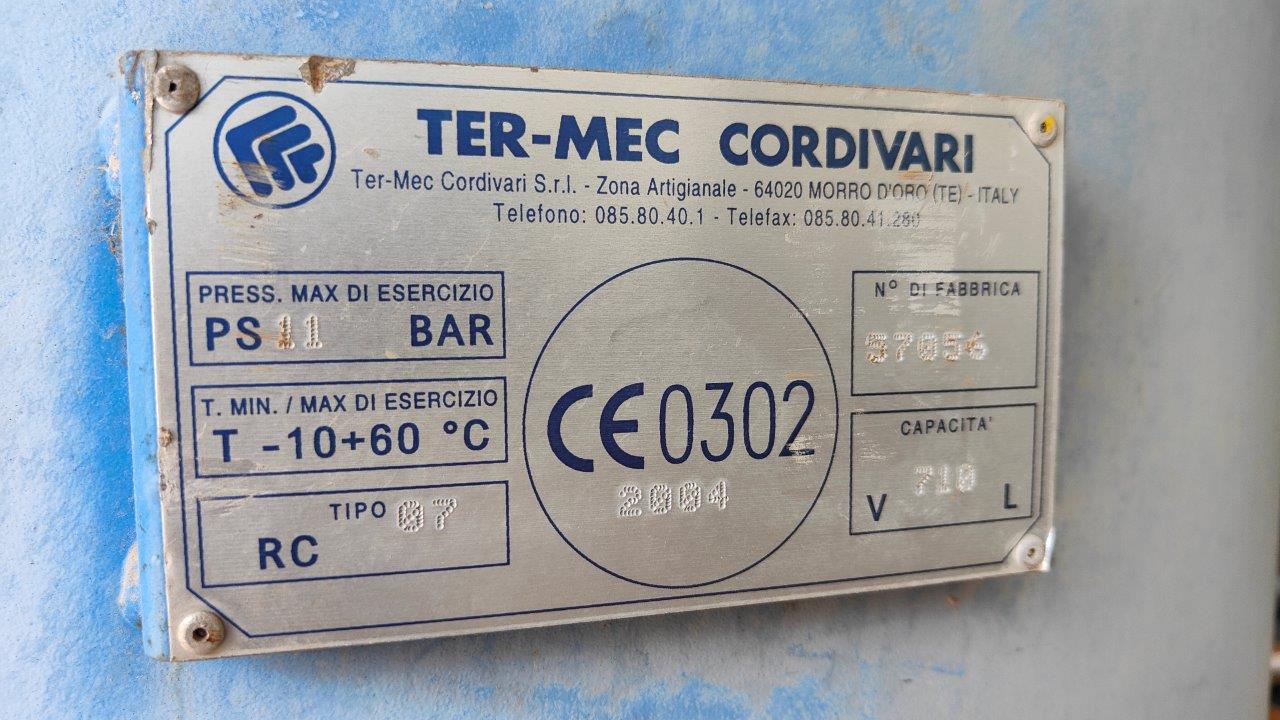 TER-MEC CORDIVARI
Ter-Mec Cordivari S.r.l. - Zona Artigianale - 64020 MORRO D'ORO (TE) - ITALY
Telefono: 085.80.40.1 - Telefax: 085.80.41.280
PRESS. MAX DI ESERCIZIO
PS 11 BAR
T. MIN. / MAX DI ESERCIZIO
T -10+60 °C
TIPO 07
RC
CE 0302
2004
N° DI FABBRICA
57056
CAPACITA'
710
V L